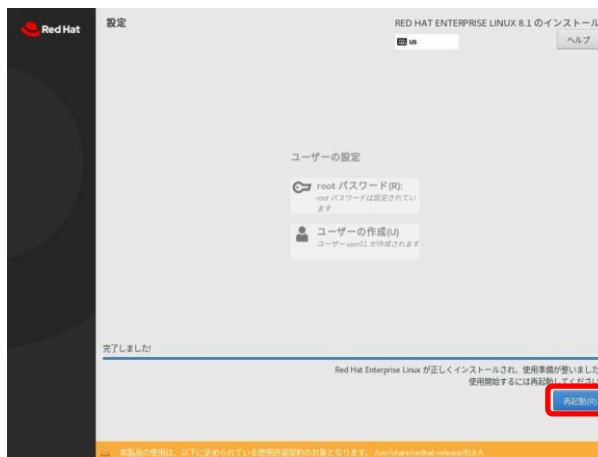 Red Hat
設定
RED HAT ENTERPRISE LINUX 8.1 のインストール
us
ヘルプ
ユーザーの設定
root パスワード(R):
root パスワードは設定されてい
ます
ユーザーの作成(U)
ユーザー user01 が作成されます
完了しました!
Red Hat Enterprise Linux が正しくインストールされ、使用準備が整いました
使用開始するには再起動してください
再起動(R)
本製品の使用は、以下に定められている使用許諾契約の対象となります。 /usr/share/redhat-release/EULA